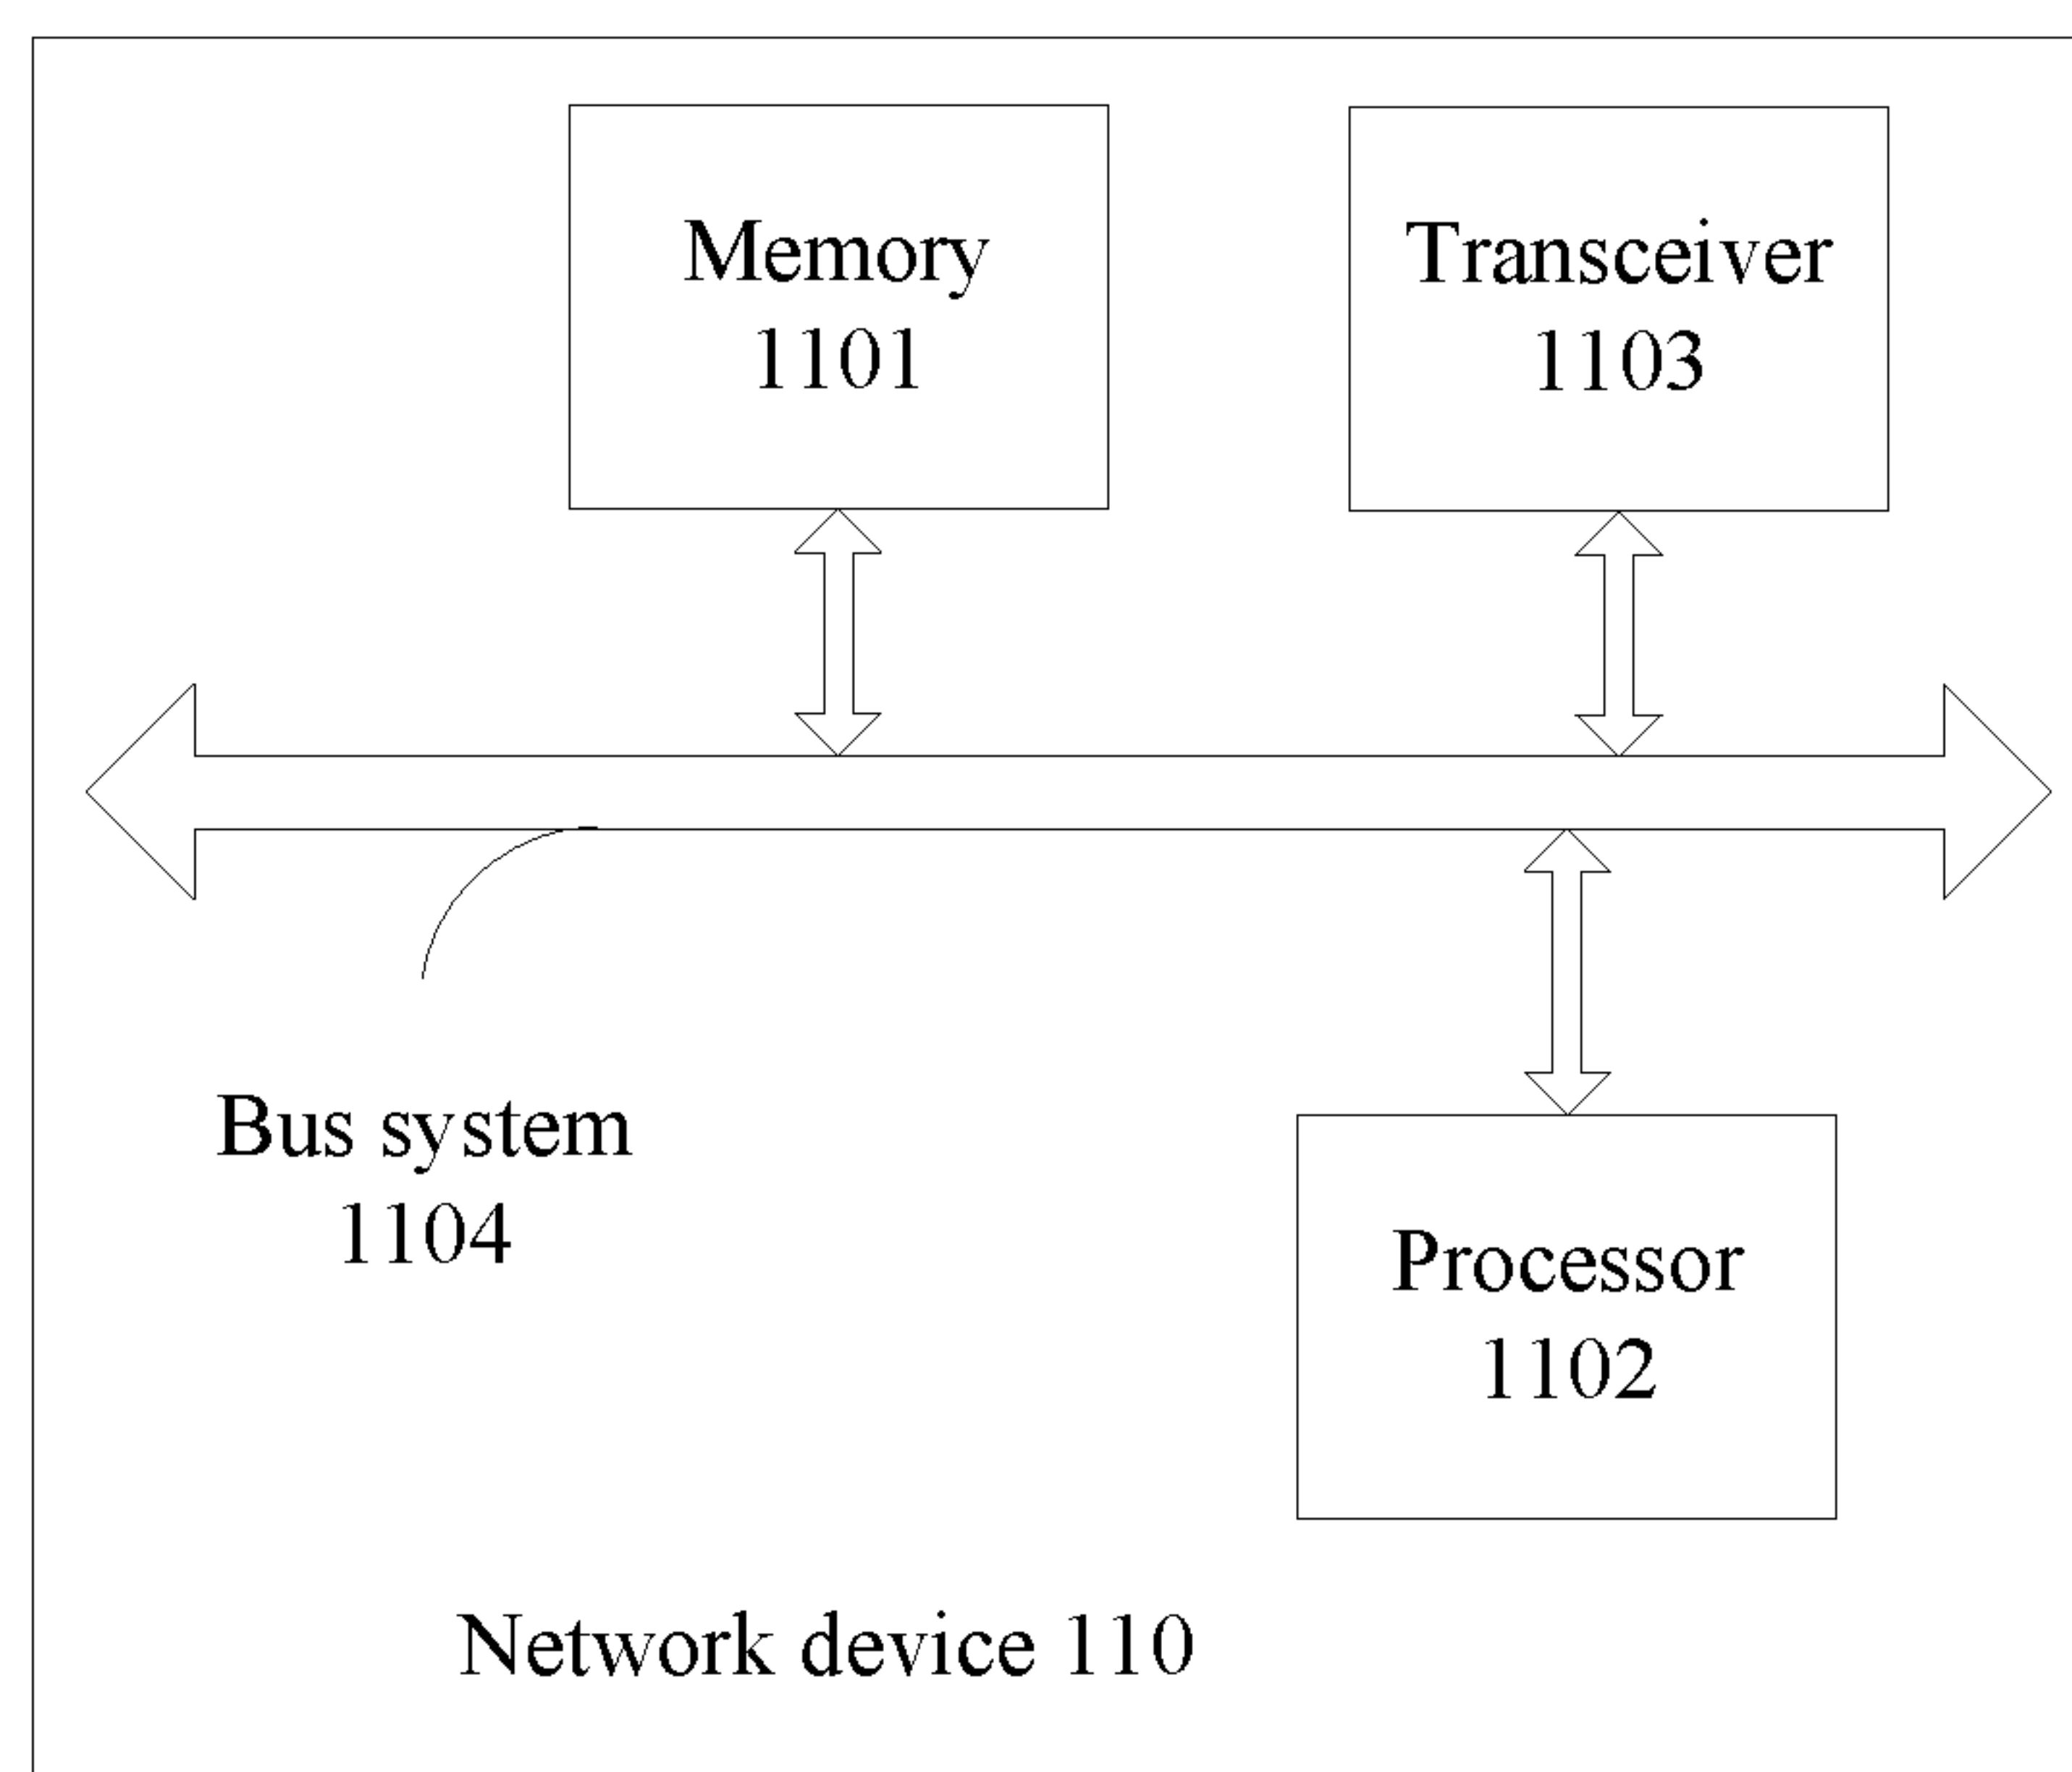 Memory
1101
Transceiver
1103
Bus system
1104
Processor
1102
Network device 110